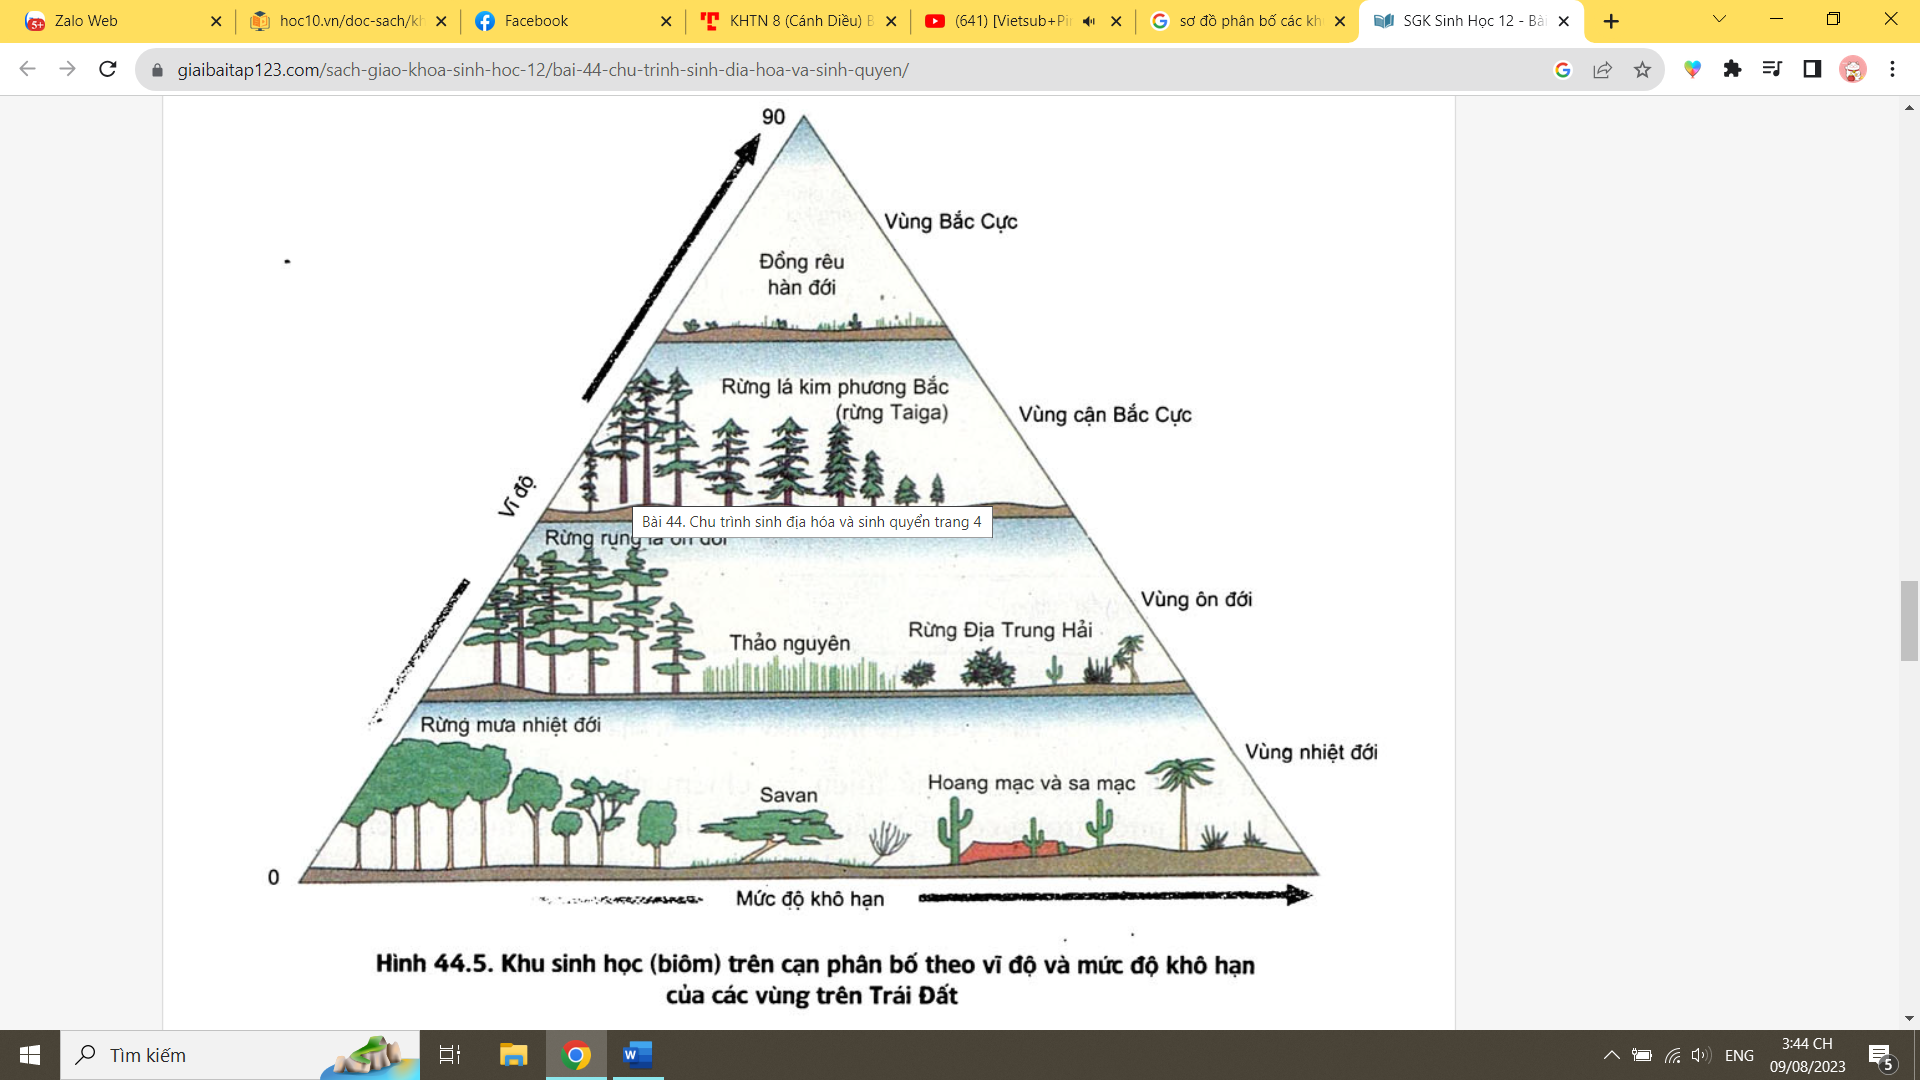 Zalo Web
hoc10.vn/doc-sach/kh
Facebook
KHTN 8 (Cánh Diều) B
(641) [Vietsub+Pin
sơ đồ phân bố các kh
SGK Sinh Học 12 - Bài
giaibaitap123.com/sach-giao-khoa-sinh-hoc-12/bai-44-chu-trinh-sinh-dia-hoa-va-sinh-quyen/
90
Vùng Bắc Cực
Đồng rêu
hàn đới
Rừng lá kim phương Bắc
(rừng Taiga)
Vùng cận Bắc Cực
Vĩ độ
Bài 44. Chu trình sinh địa hóa và sinh quyển trang 4
Rừng rụng lá ôn đới
Vùng ôn đới
Rừng Địa Trung Hải
Thảo nguyên
Rừng mưa nhiệt đới
Vùng nhiệt đới
Hoang mạc và sa mạc
Savan
0
Mức độ khô hạn
Hình 44.5. Khu sinh học (biôm) trên cạn phân bố theo vĩ độ và mức độ khô hạn
của các vùng trên Trái Đất
Tìm kiếm
ENG
3:44 CH
09/08/2023
5